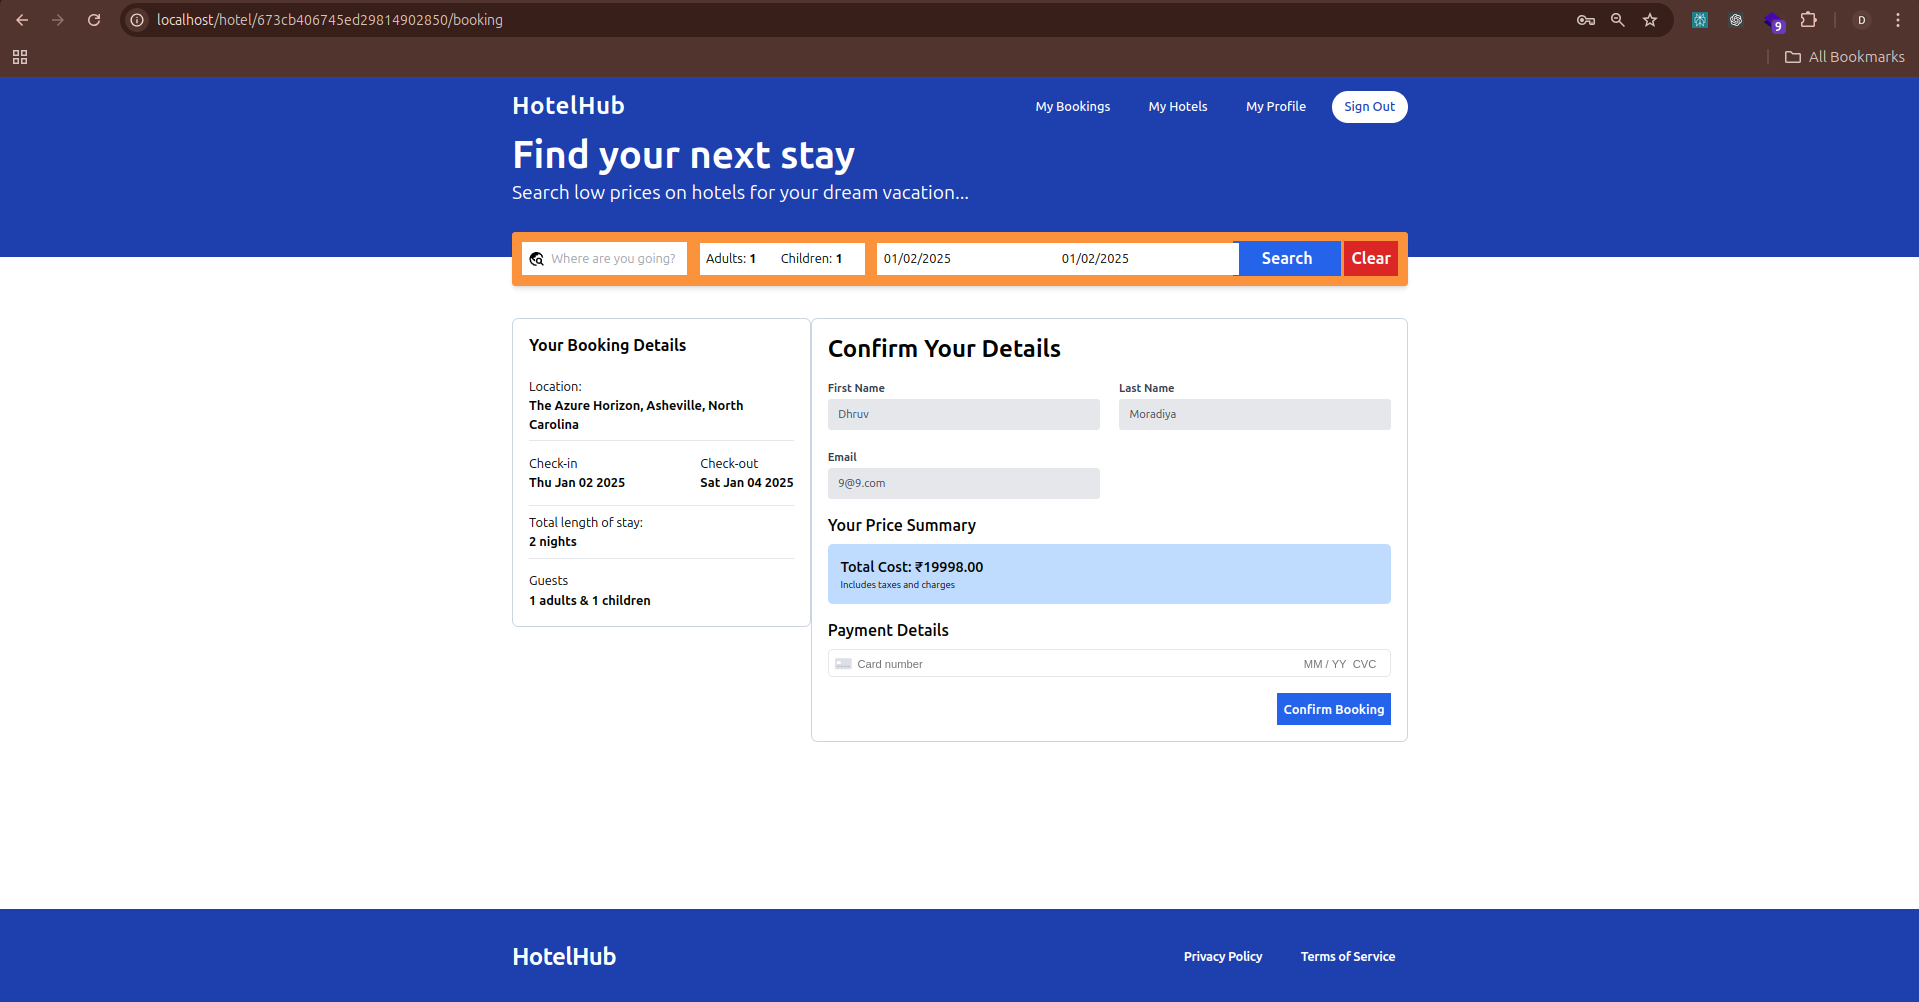 localhost/hotel/673cb406745ed29814902850/booking
9
D
All Bookmarks
HotelHub
My Bookings
My Hotels
My Profile
Sign Out
Find your next stay
Search low prices on hotels for your dream vacation...
Where are you going?
Adults: 1
Children: 1
01/02/2025
01/02/2025
Search
Clear
Your Booking Details
Location:
The Azure Horizon, Asheville, North
Carolina
Check-in
Check-out
Thu Jan 02 2025
Sat Jan 04 2025
Total length of stay:
2 nights
Guests
1 adults & 1 children
Confirm Your Details
First Name
Last Name
Dhruv
Moradiya
Email
9@9.com
Your Price Summary
Total Cost: ₹19998.00
Includes taxes and charges
Payment Details
Card number
MM / YY CVC
Confirm Booking
HotelHub
Privacy Policy
Terms of Service